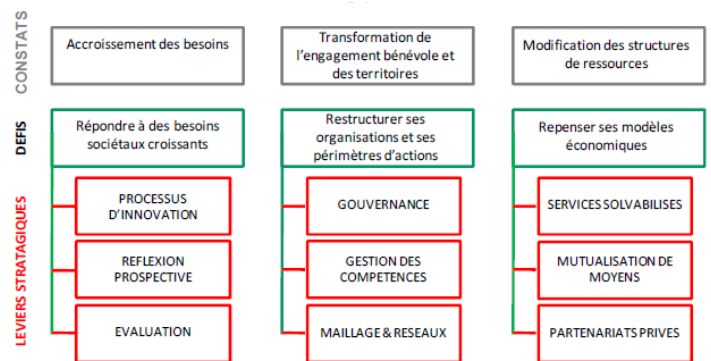 CONSTATS
Accroissement des besoins
Transformation de
l'engagement bénévole et
des territoires
Modification des structures
de ressources
DEFIS
Répondre à des besoins
sociétaux croissants
Restructurer ses
organisations et ses
périmètres d'actions
Repenser ses modèles
économiques
LEVIERS STRATAGIQUES
PROCESSUS
D'INNOVATION
GOUVERNANCE
SERVICES SOLVABILISES
REFLEXION
PROSPECTIVE
GESTION DES
COMPETENCES
MUTUALISATION DE
MOYENS
EVALUATION
MAILLAGE & RESEAUX
PARTENARIATS PRIVES